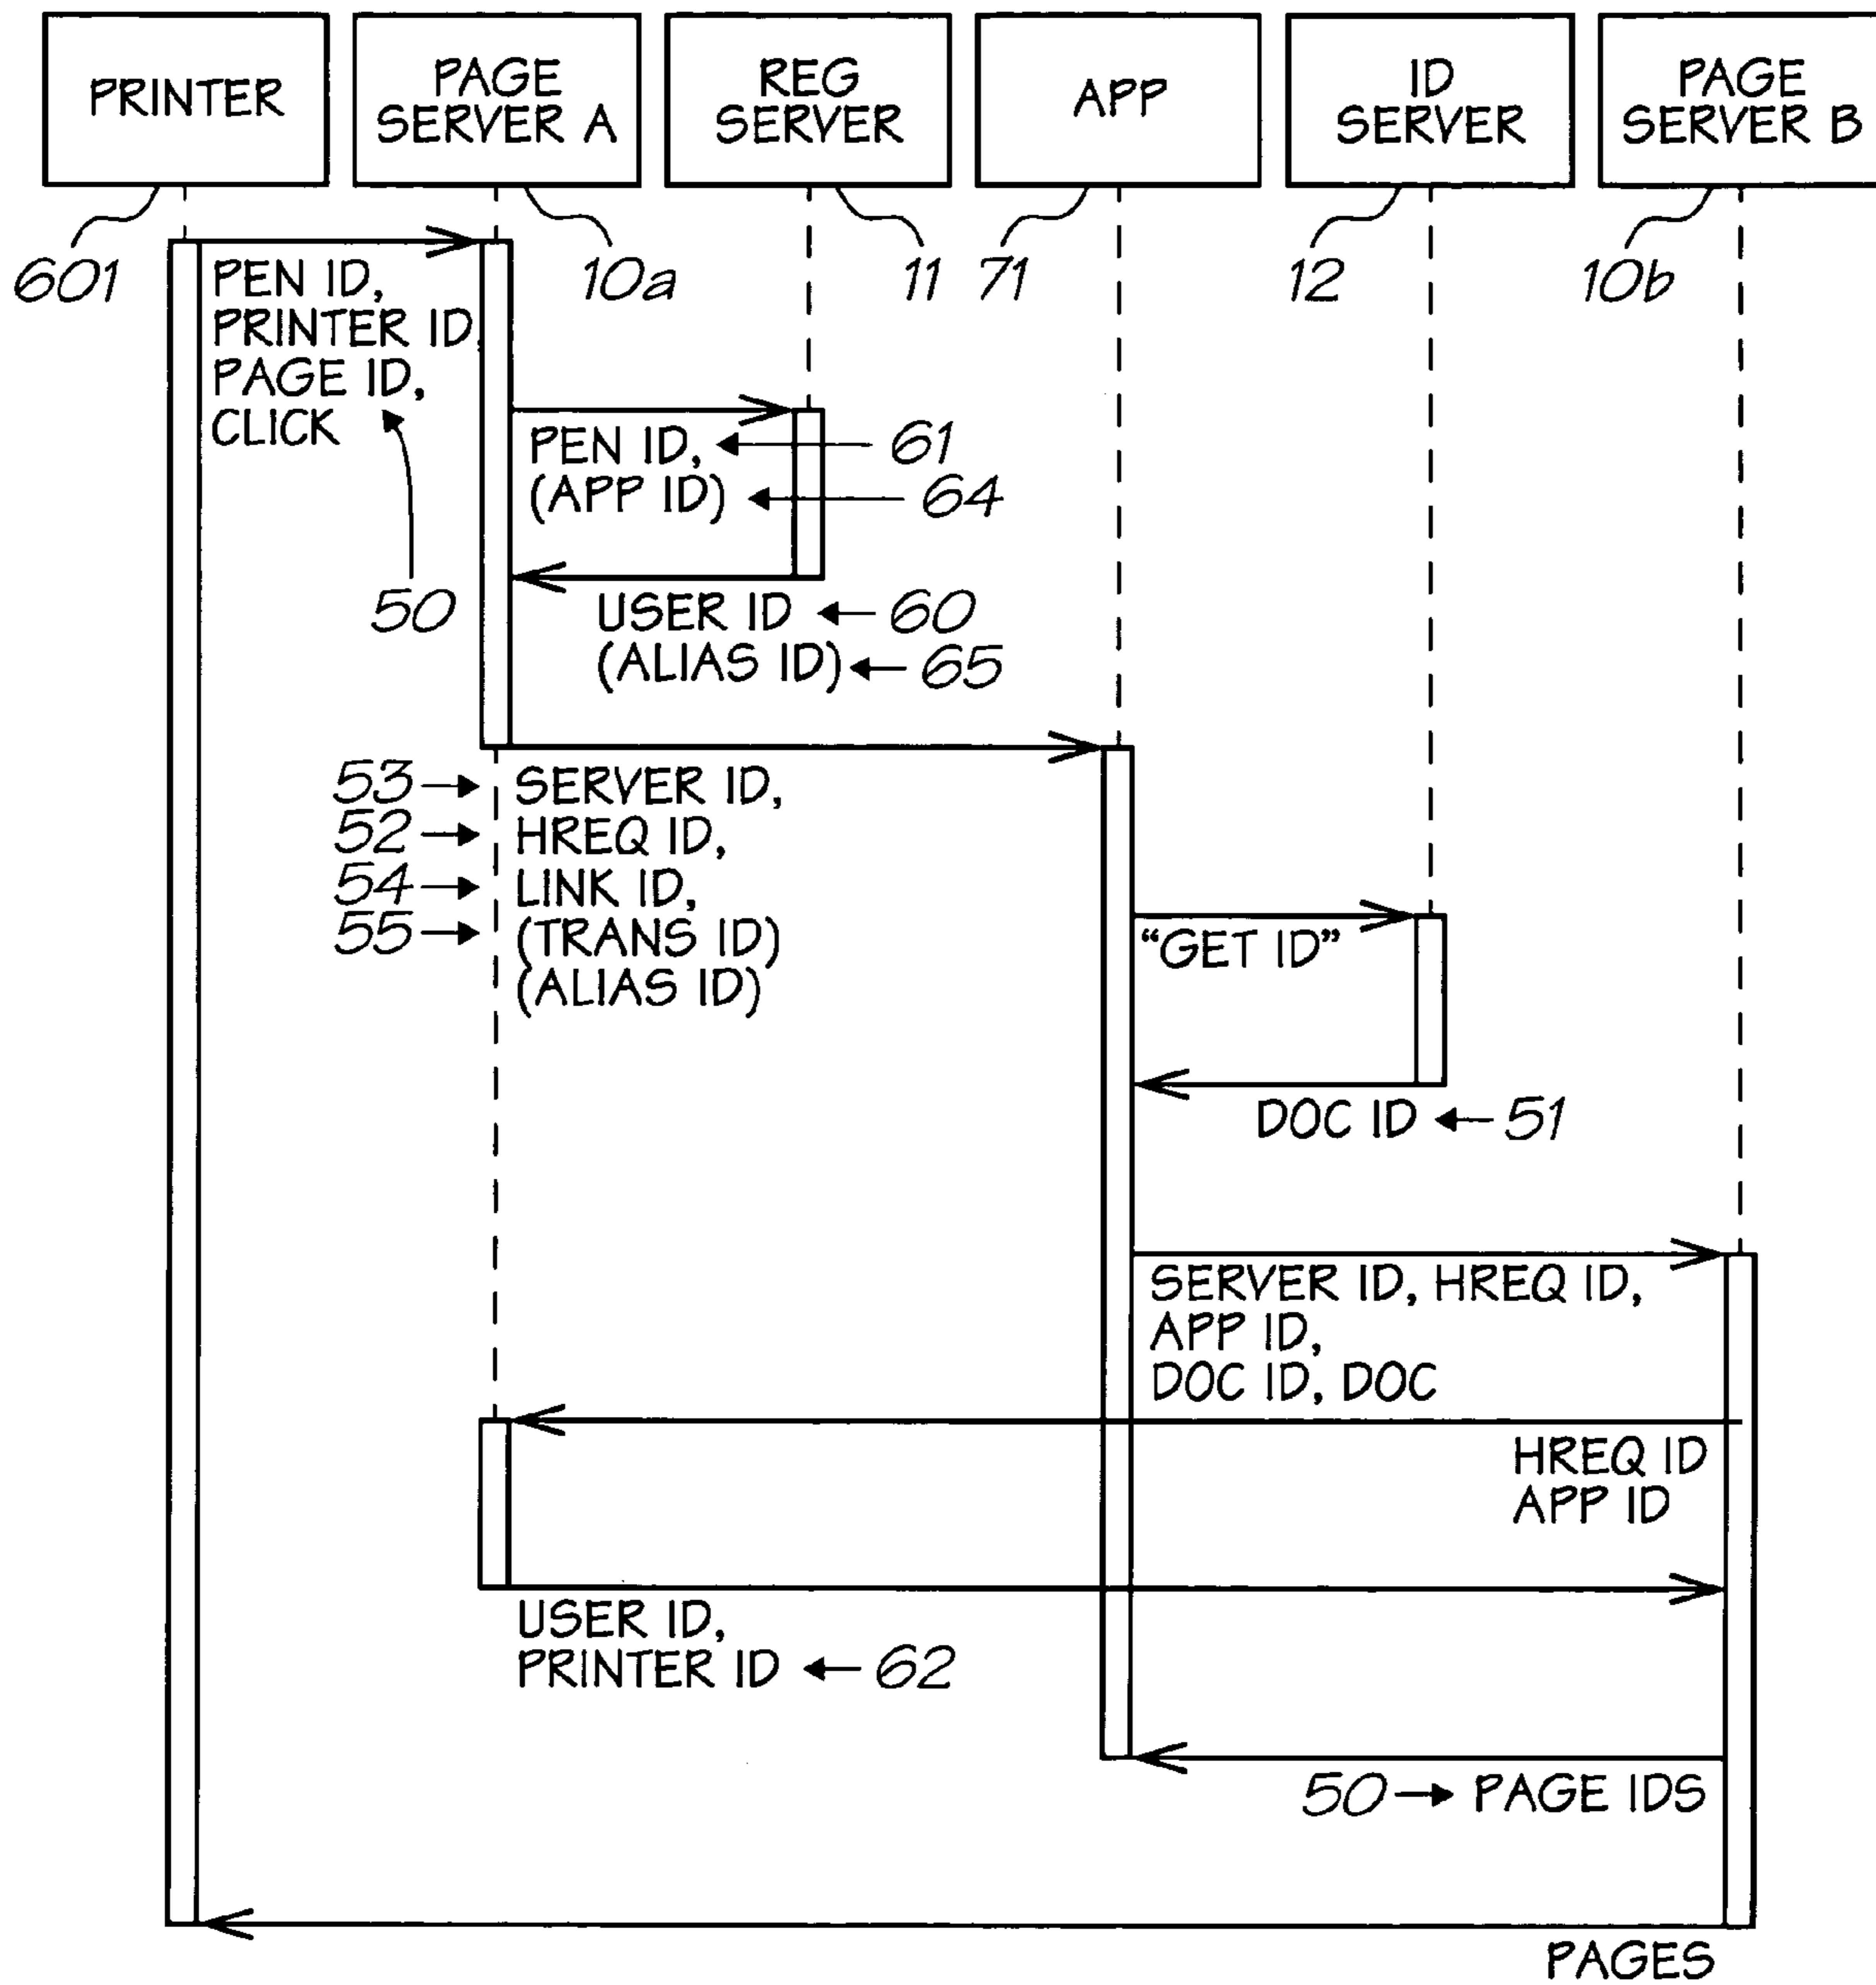 PRINTER
PAGE
SERVER A
REG
SERVER
APP
ID
SERVER
PAGE
SERVER B
601
10a
11
71
12
10b
PEN ID,
PRINTER ID,
PAGE ID,
CLICK
50
PEN ID,
61
(APP ID)
64
USER ID
60
(ALIAS ID)
65
53
SERVER ID,
52
HREQ ID,
54
LINK ID,
55
(TRANS ID)
(ALIAS ID)
“GET ID”
DOC ID
51
SERVER ID, HREQ ID,
APP ID,
DOC ID, DOC
HREQ ID
APP ID
USER ID,
PRINTER ID
62
50
PAGE IDS
PAGES